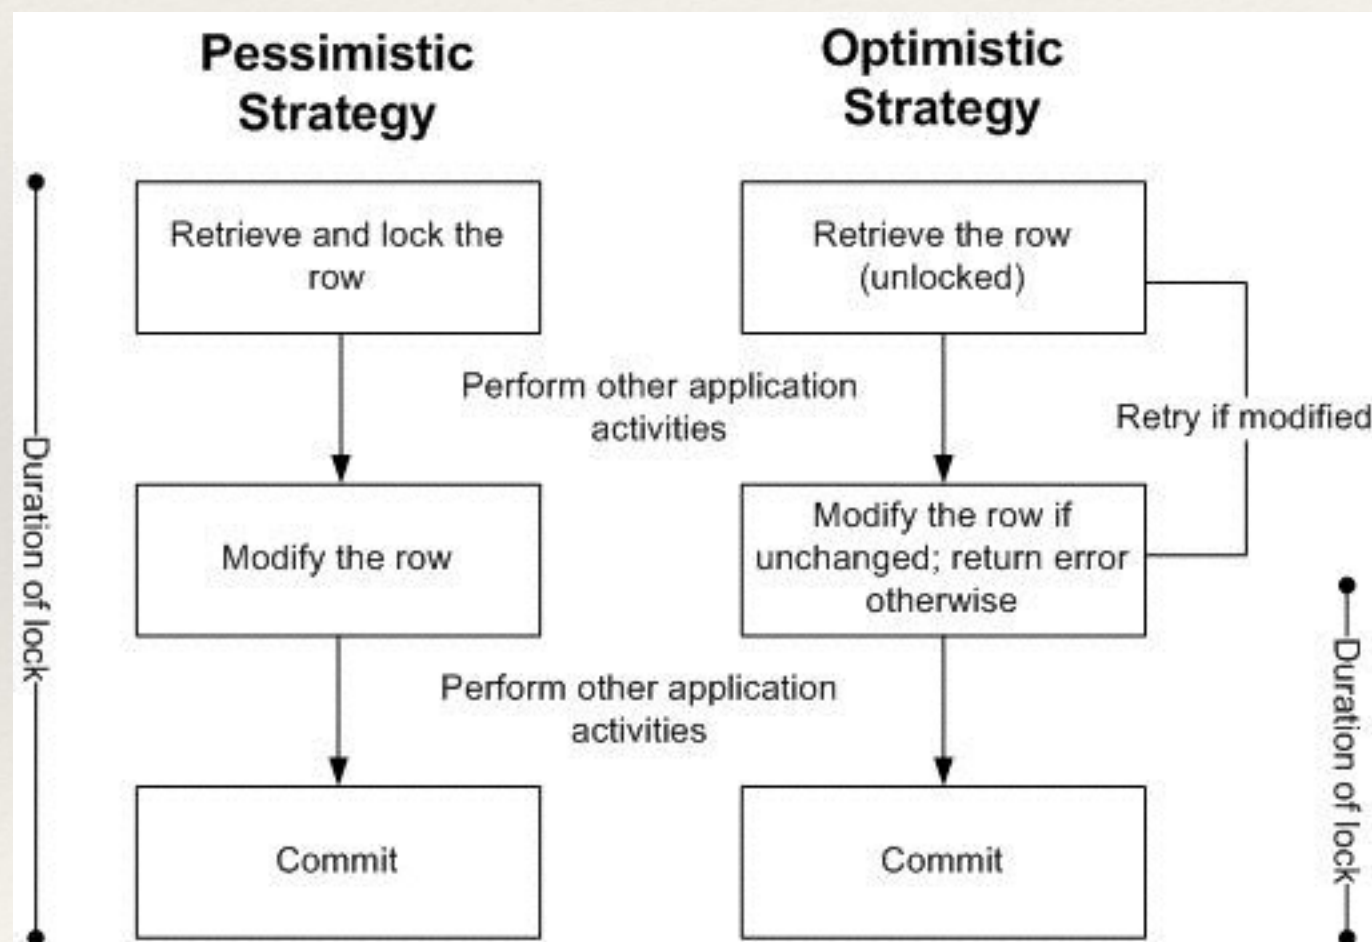 Pessimistic
Strategy
Optimistic
Strategy
Retrieve and lock the
row
Retrieve the row
(unlocked)
Perform other application
activities
Retry if modified
Duration of lock
Modify the row
Modify the row if
unchanged; return error
otherwise
Perform other application
activities
Duration of lock
Commit
Commit